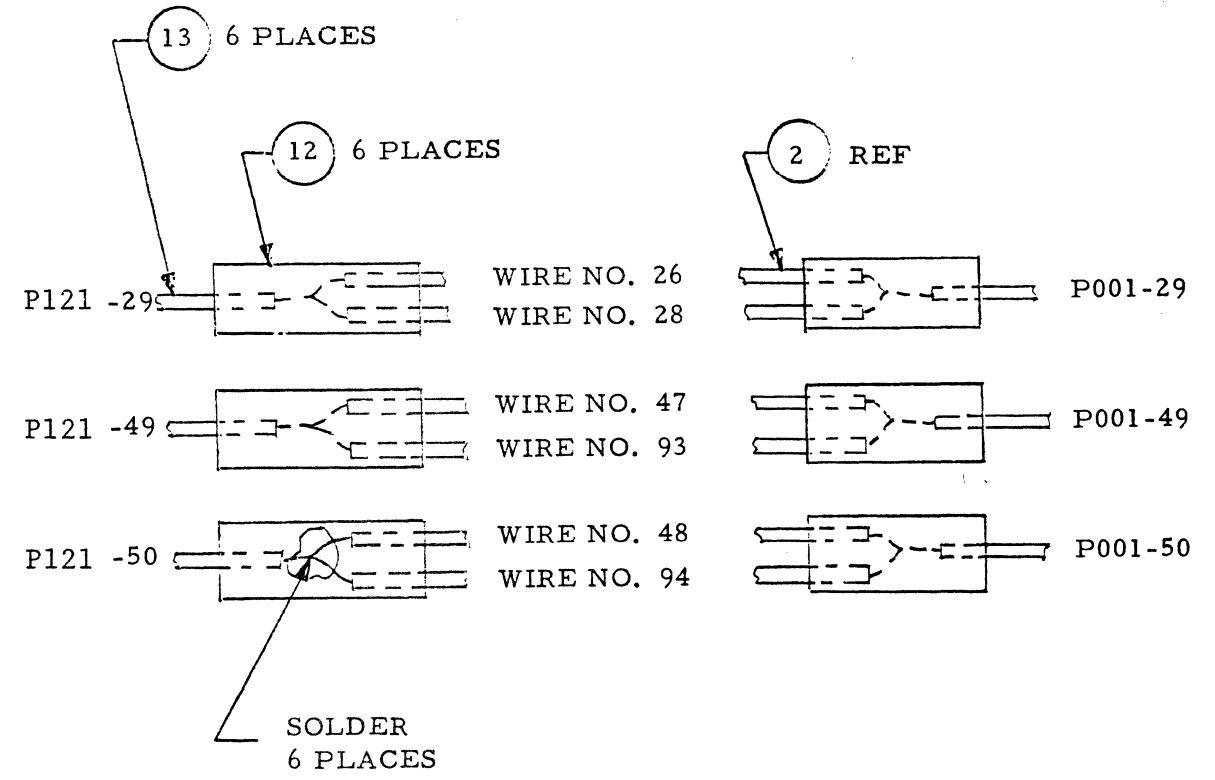 13 6 PLACES
12 6 PLACES
2 REF
P121 -29
WIRE NO. 26
WIRE NO. 28
P001-29
P121 -49
WIRE NO. 47
WIRE NO. 93
P001-49
P121 -50
WIRE NO. 48
WIRE NO. 94
P001-50
SOLDER
6 PLACES